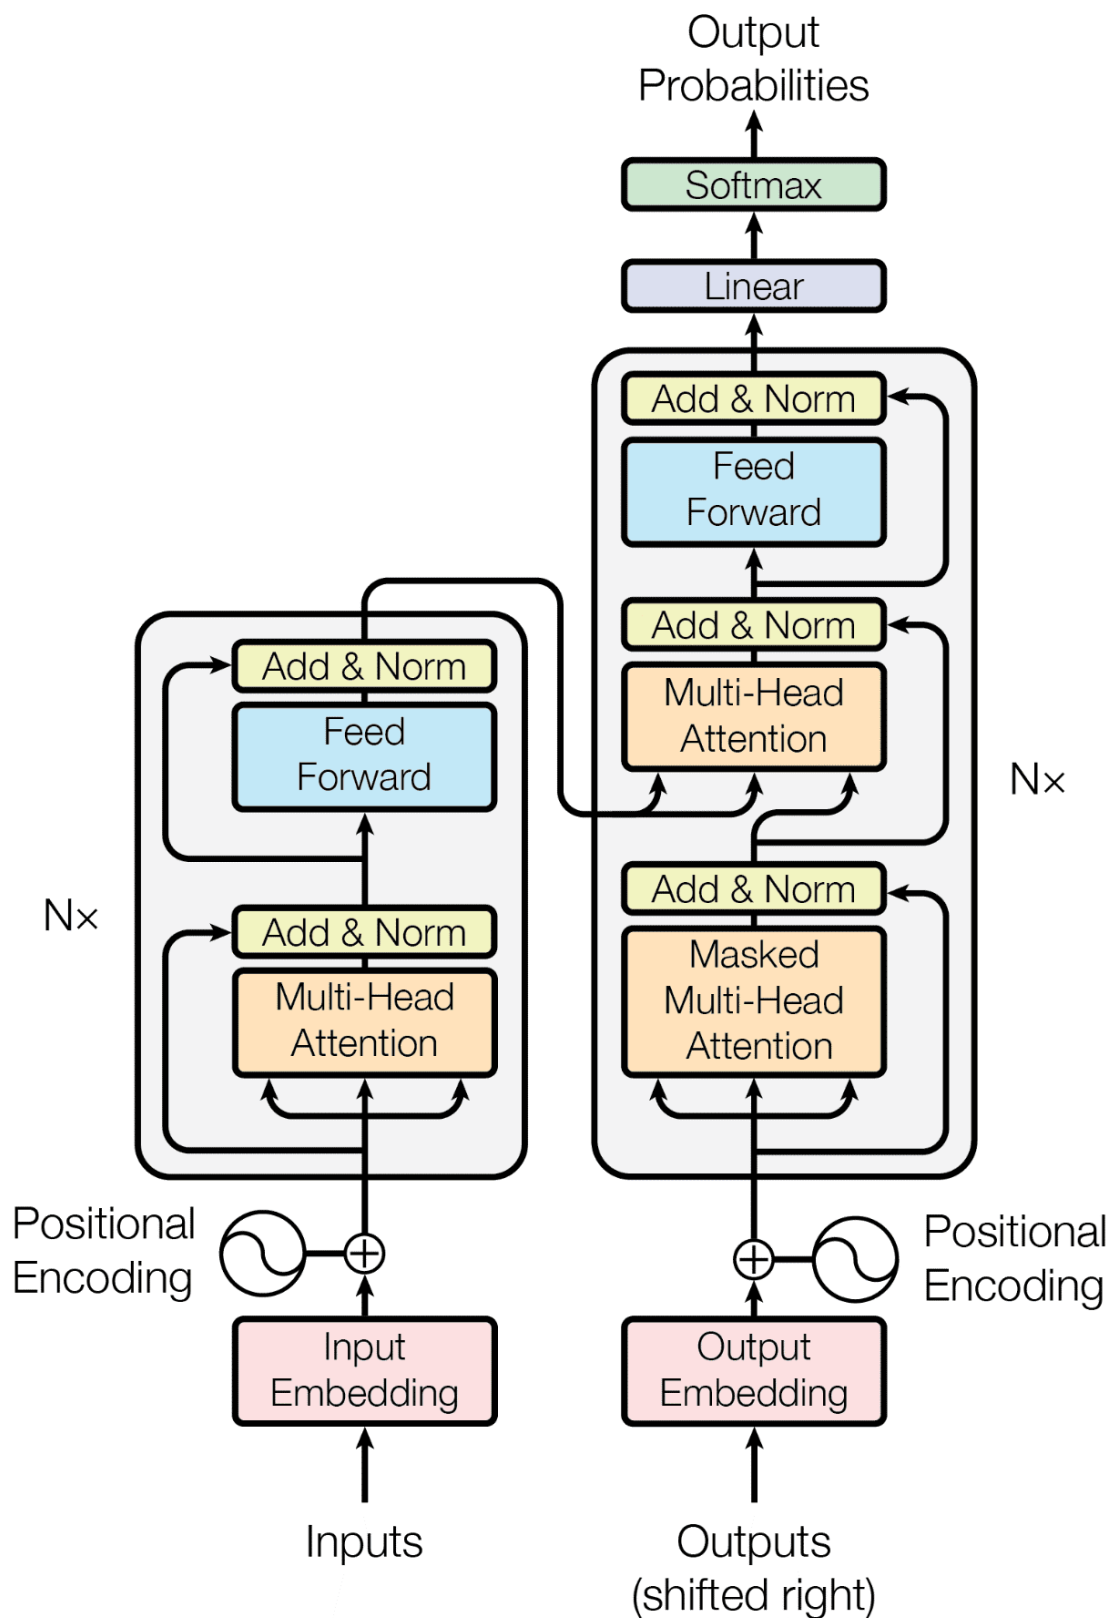 Output
Probabilities
Softmax
Linear
Add & Norm
Feed
Forward
Add & Norm
Multi-Head
Attention
Nx
Add & Norm
Masked
Multi-Head
Attention
Add & Norm
Feed
Forward
Nx
Add & Norm
Multi-Head
Attention
Positional
Encoding
Positional
Encoding
Input
Embedding
Output
Embedding
Inputs
Outputs
(shifted right)